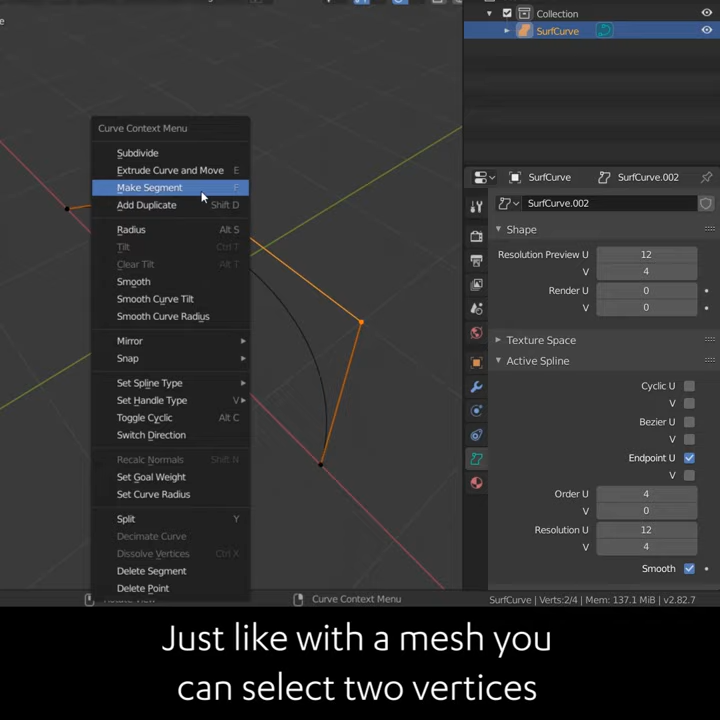 Collection
SurfCurve
Curve Context Menu
Subdivide
Extrude Curve and Move E
Make Segment F
Add Duplicate Shift D
Radius Alt S
Tilt Ctrl T
Clear Tilt Alt T
Smooth
Smooth Curve Tilt
Smooth Curve Radius
Mirror
Snap
Set Spline Type
Set Handle Type V
Toggle Cyclic Alt C
Switch Direction
Recalc Normals Shift N
Set Goal Weight
Set Curve Radius
Split Y
Decimate Curve
Dissolve Vertices Ctrl X
Delete Segment
Delete Point
SurfCurve SurfCurve.002
SurfCurve.002
Shape
Resolution Preview U 12
V 4
Render U 0
V 0
Texture Space
Active Spline
Cyclic U
V
Bezier U
V
Endpoint U
V
Order U 4
V 0
Resolution U 12
V 4
Smooth
Curve Context Menu
SurfCurve | Verts:2/4 | Mem: 137.1 MiB | v2.82.7
Just like with a mesh you
can select two vertices